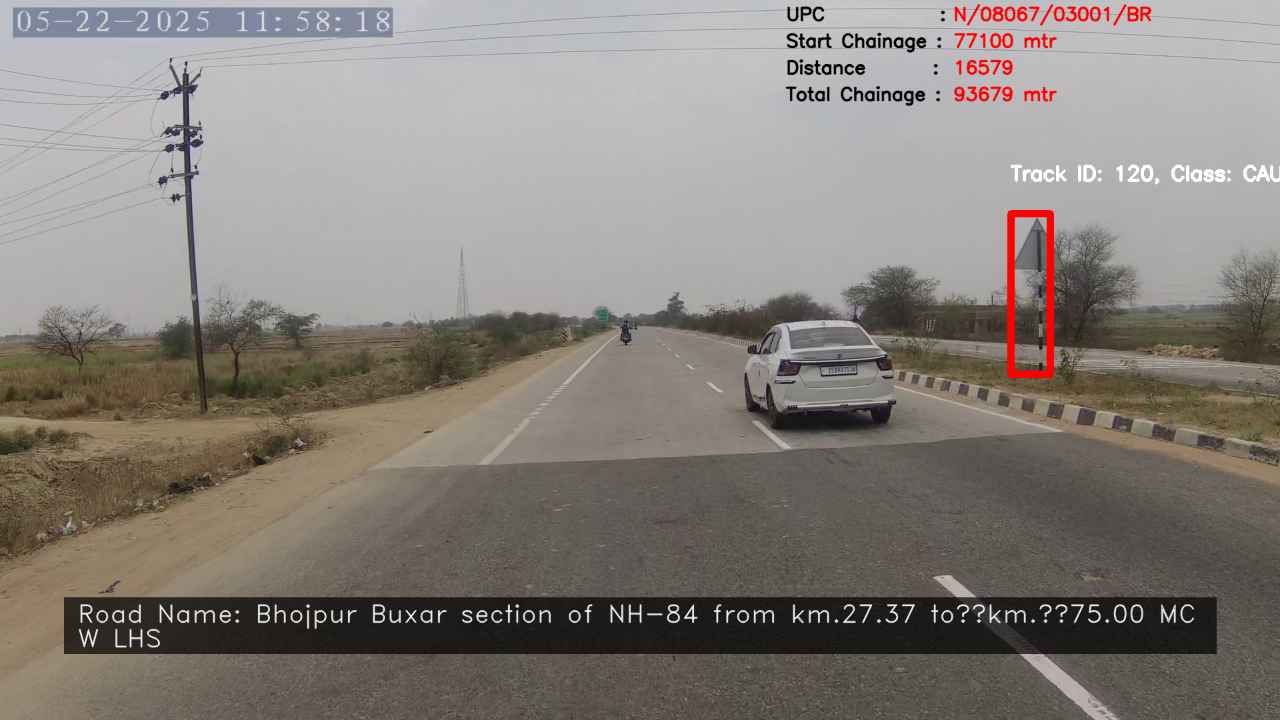 05-22-2025 11:58:18
UPC : N/08067/03001/BR
Start Chainage : 77100 mtr
Distance : 16579
Total Chainage : 93679 mtr
Track ID: 120, Class: CAU
Road Name: Bhojpur Buxar section of NH-84 from km.27.37 to??km.??75.00 MC
W LHS